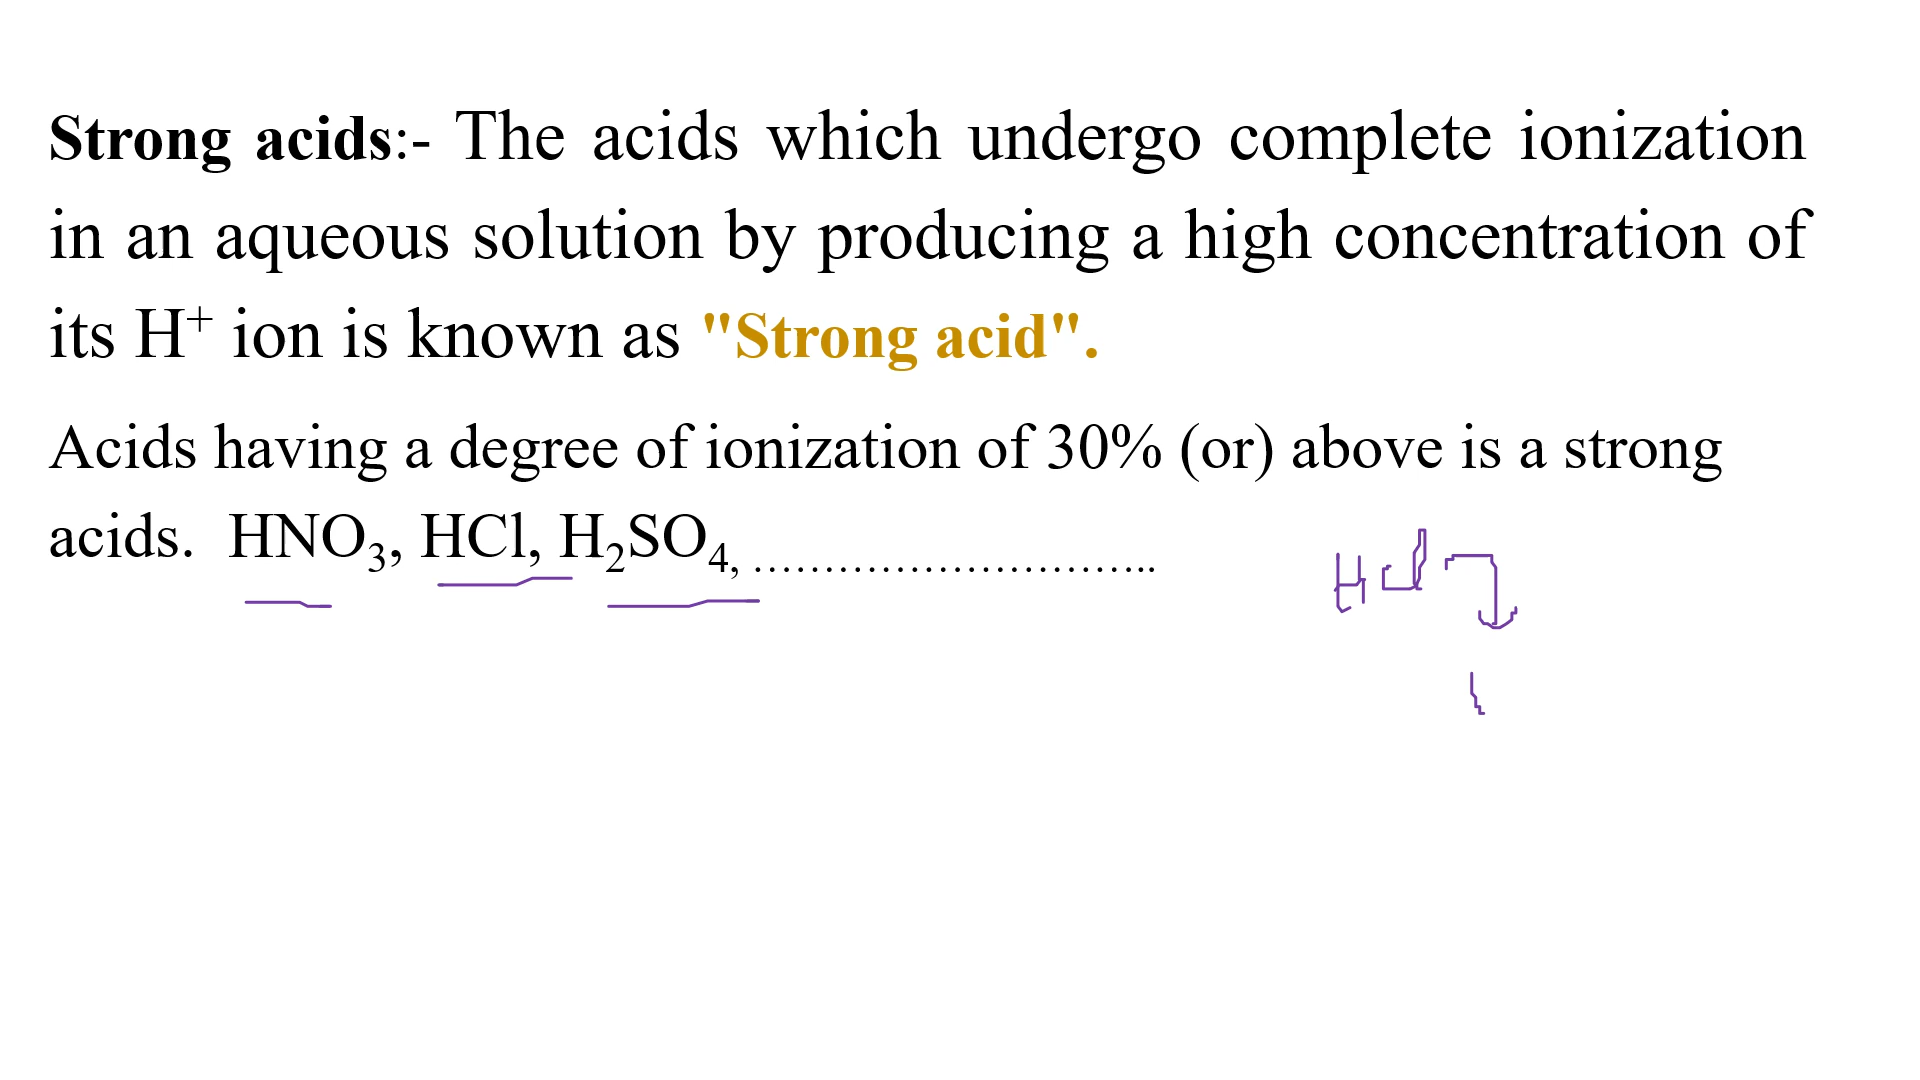 Strong acids:- The acids which undergo complete ionization
in an aqueous solution by producing a high concentration of
its H⁺ ion is known as "Strong acid".
Acids having a degree of ionization of 30% (or) above is a strong
acids. HNO₃, HCl, H₂SO₄, ………………………..
HCl